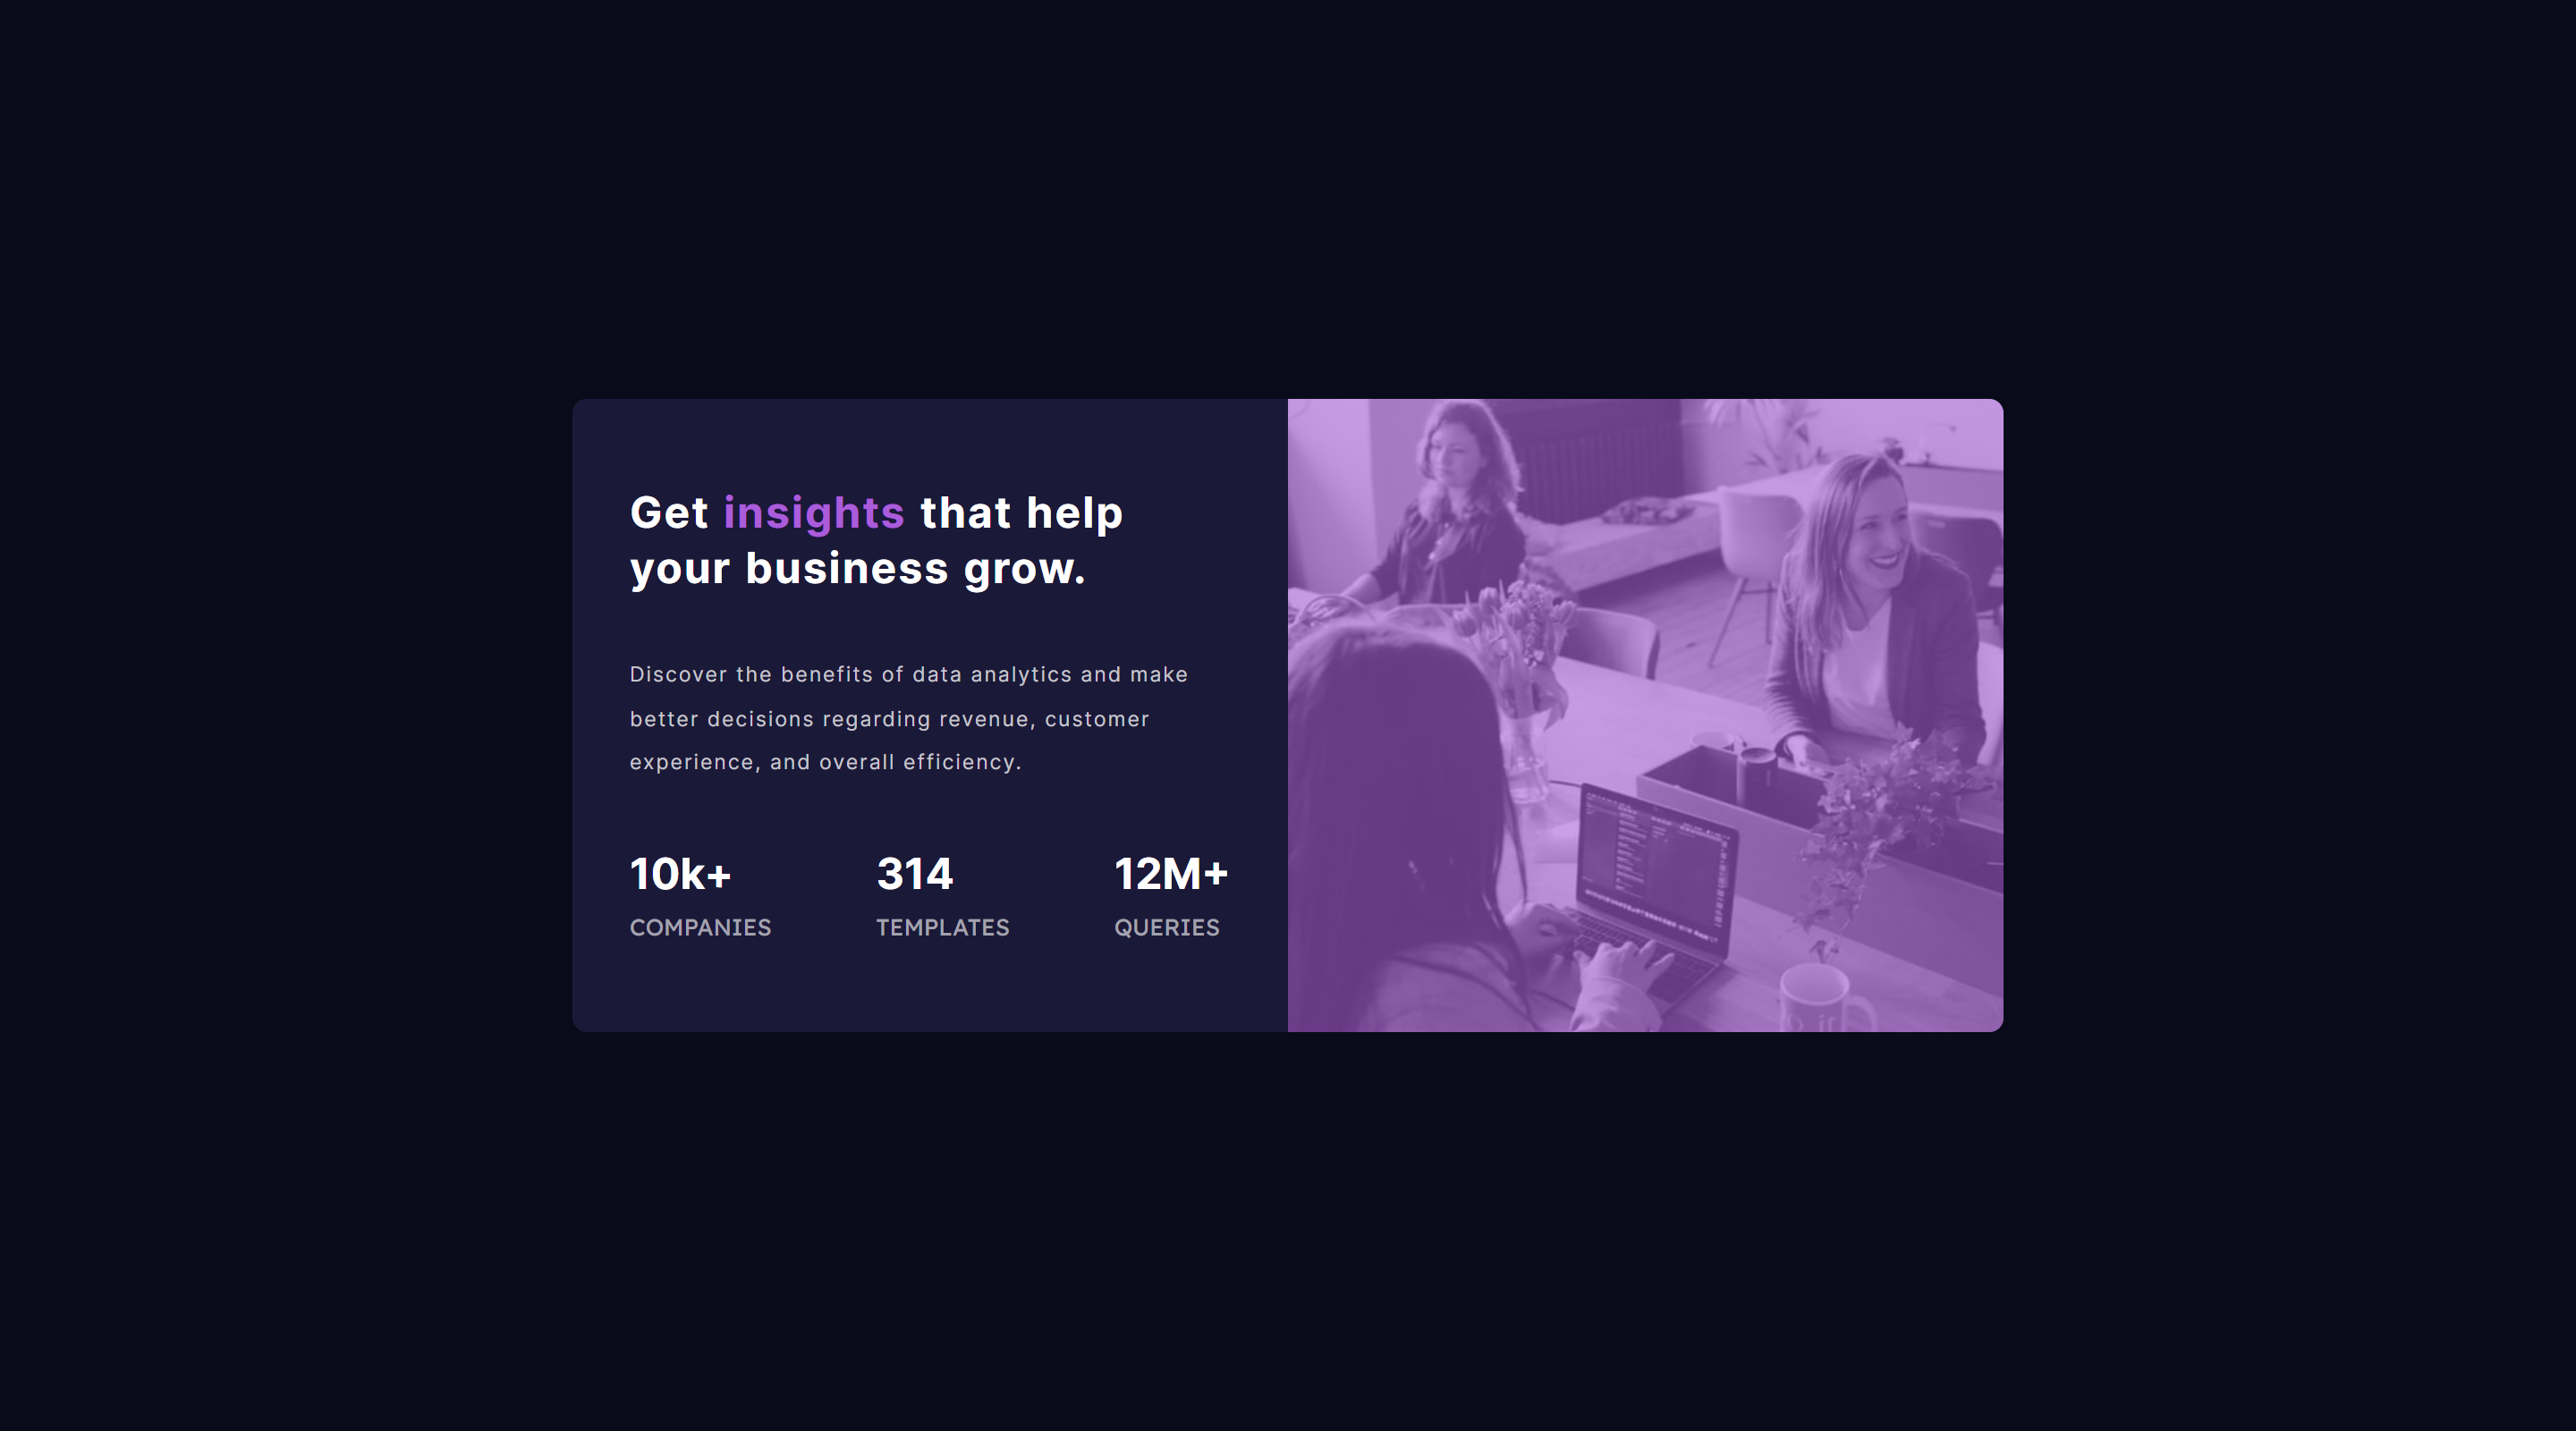 Get insights that help
your business grow.
Discover the benefits of data analytics and make
better decisions regarding revenue, customer
experience, and overall efficiency.
10k+ 314 12M+
COMPANIES TEMPLATES QUERIES